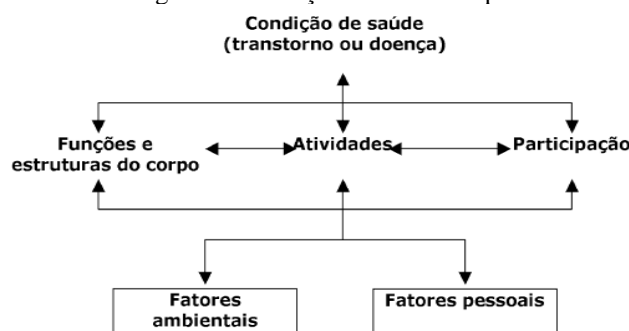 Condição de saúde
(transtorno ou doença)
Funções e
estruturas do corpo
Atividades
Participação
Fatores
ambientais
Fatores pessoais